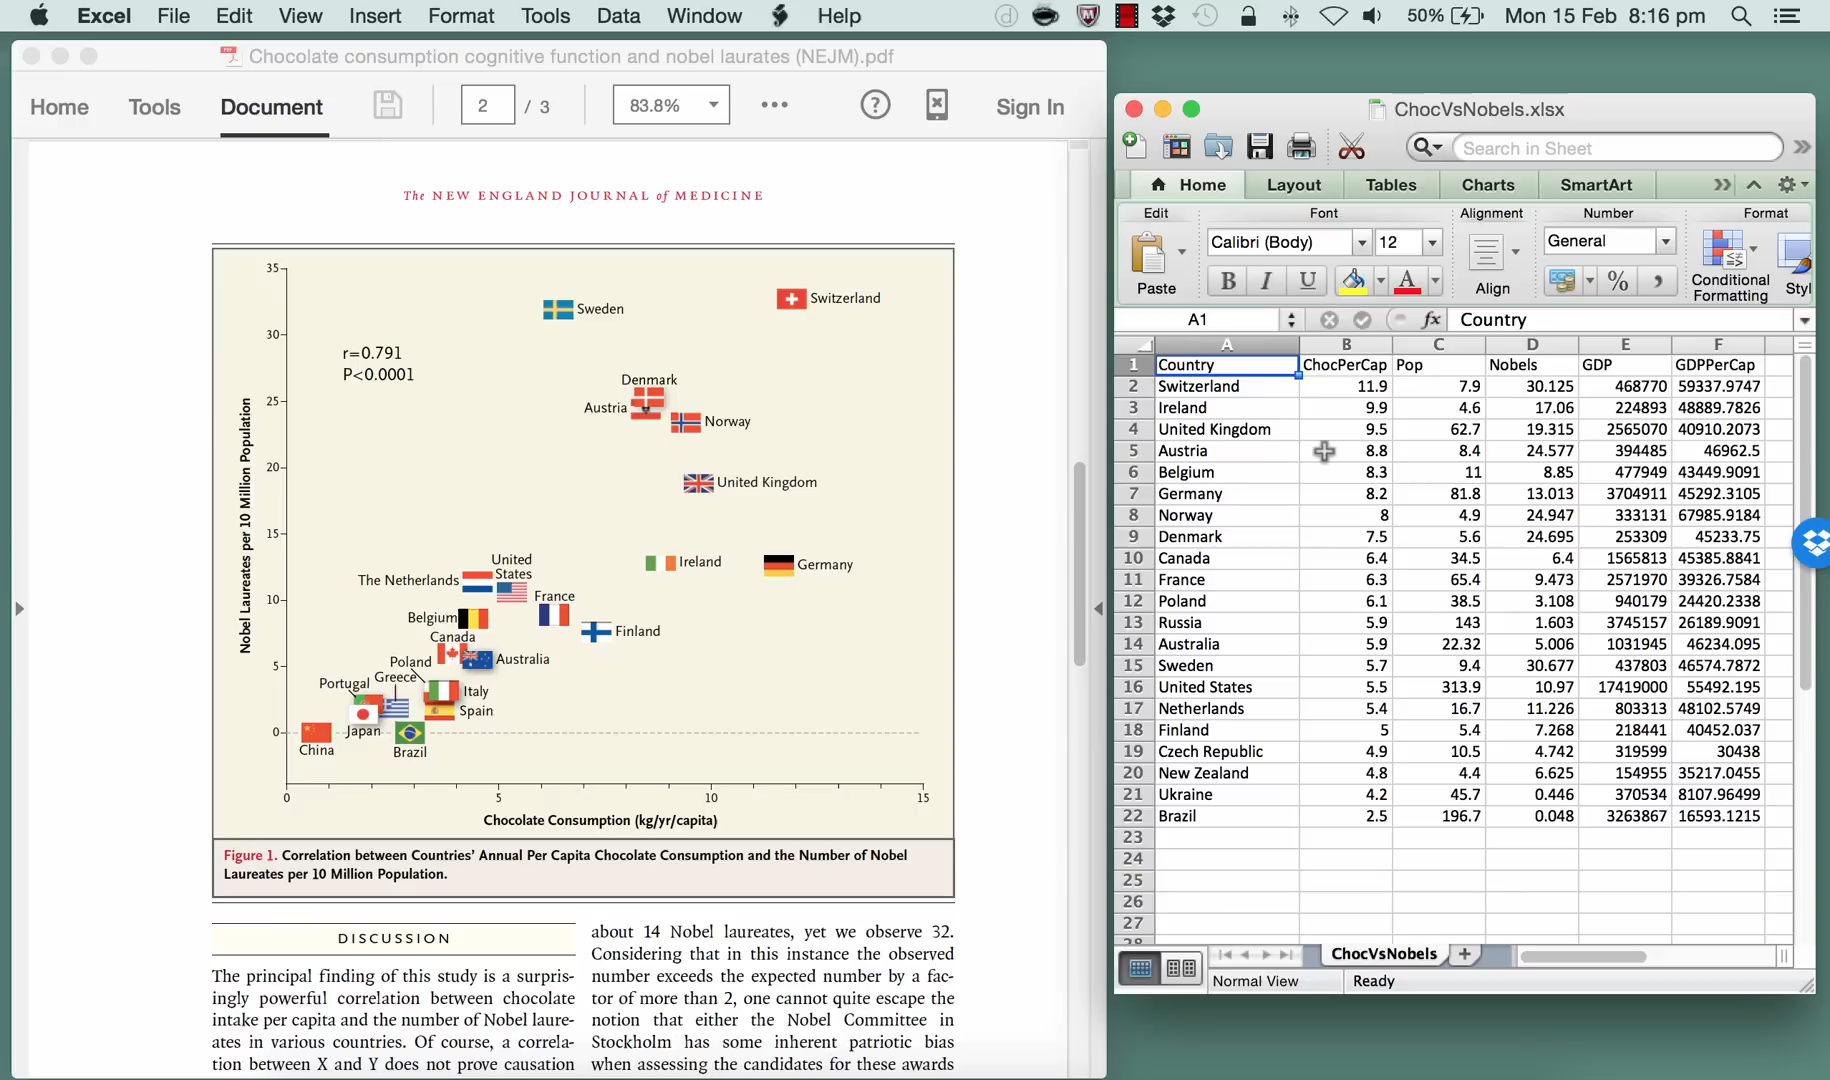 Excel File Edit View Insert Format Tools Data Window Help
50% Mon 15 Feb 8:16 pm
Chocolate consumption cognitive function and nobel laurates (NEJM).pdf
Home Tools Document 2 / 3 83.8% Sign In
The NEW ENGLAND JOURNAL of MEDICINE
35
30
25
20
15
10
5
0
Nobel Laureates per 10 Million Population
r=0.791
P<0.0001
Sweden
Switzerland
Denmark
Austria
Norway
United Kingdom
Ireland
Germany
United
States
The Netherlands
France
Belgium
Finland
Canada
Australia
Poland
Greece
Portugal
Italy
Spain
Japan
China
Brazil
0 5 10 15
Chocolate Consumption (kg/yr/capita)
Figure 1. Correlation between Countries' Annual Per Capita Chocolate Consumption and the Number of Nobel
Laureates per 10 Million Population.
DISCUSSION
The principal finding of this study is a surpris-
ingly powerful correlation between chocolate
intake per capita and the number of Nobel laure-
ates in various countries. Of course, a correla-
tion between X and Y does not prove causation
about 14 Nobel laureates, yet we observe 32.
Considering that in this instance the observed
number exceeds the expected number by a fac-
tor of more than 2, one cannot quite escape the
notion that either the Nobel Committee in
Stockholm has some inherent patriotic bias
when assessing the candidates for these awards
ChocVsNobels.xlsx
Search in Sheet
Home Layout Tables Charts SmartArt
Edit Font Alignment Number Format
Calibri (Body) 12 General
Paste B I U A Align % Conditional
Formatting Styl
A1 fx Country
A B C D E F
1 Country ChocPerCap Pop Nobels GDP GDPPerCap
2 Switzerland 11.9 7.9 30.125 468770 59337.9747
3 Ireland 9.9 4.6 17.06 224893 48889.7826
4 United Kingdom 9.5 62.7 19.315 2565070 40910.2073
5 Austria 8.8 8.4 24.577 394485 46962.5
6 Belgium 8.3 11 8.85 477949 43449.9091
7 Germany 8.2 81.8 13.013 3704911 45292.3105
8 Norway 8 4.9 24.947 333131 67985.9184
9 Denmark 7.5 5.6 24.695 253309 45233.75
10 Canada 6.4 34.5 6.4 1565813 45385.8841
11 France 6.3 65.4 9.473 2571970 39326.7584
12 Poland 6.1 38.5 3.108 940179 24420.2338
13 Russia 5.9 143 1.603 3745157 26189.9091
14 Australia 5.9 22.32 5.006 1031945 46234.095
15 Sweden 5.7 9.4 30.677 437803 46574.7872
16 United States 5.5 313.9 10.97 17419000 55492.195
17 Netherlands 5.4 16.7 11.226 803313 48102.5749
18 Finland 5 5.4 7.268 218441 40452.037
19 Czech Republic 4.9 10.5 4.742 319599 30438
20 New Zealand 4.8 4.4 6.625 154955 35217.0455
21 Ukraine 4.2 45.7 0.446 370534 8107.96499
22 Brazil 2.5 196.7 0.048 3263867 16593.1215
23
24
25
26
27
28
ChocVsNobels
Normal View Ready